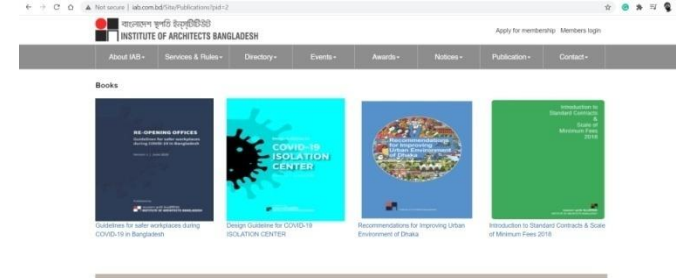 Not secure | iab.com.bd/Site/Publications?pid=2
বাংলাদেশ স্থপতি ইনস্টিটিউট
INSTITUTE OF ARCHITECTS BANGLADESH
Apply for membership Members login
About IAB Services & Rules Directory Events Awards Notices Publication Contact
Books
RE-OPENING OFFICES
Guidelines for safer workplaces
during COVID-19 in Bangladesh
COVID-19
ISOLATION
CENTER
Recommendations
for Improving
Urban Environment
of Dhaka
Introduction to
Standard Contracts
&
Scale of
Minimum Fees
2018
Guidelines for safer workplaces during
COVID-19 in Bangladesh
Design Guideline for COVID-19
ISOLATION CENTER
Recommendations for Improving Urban
Environment of Dhaka
Introduction to Standard Contracts & Scale
of Minimum Fees 2018